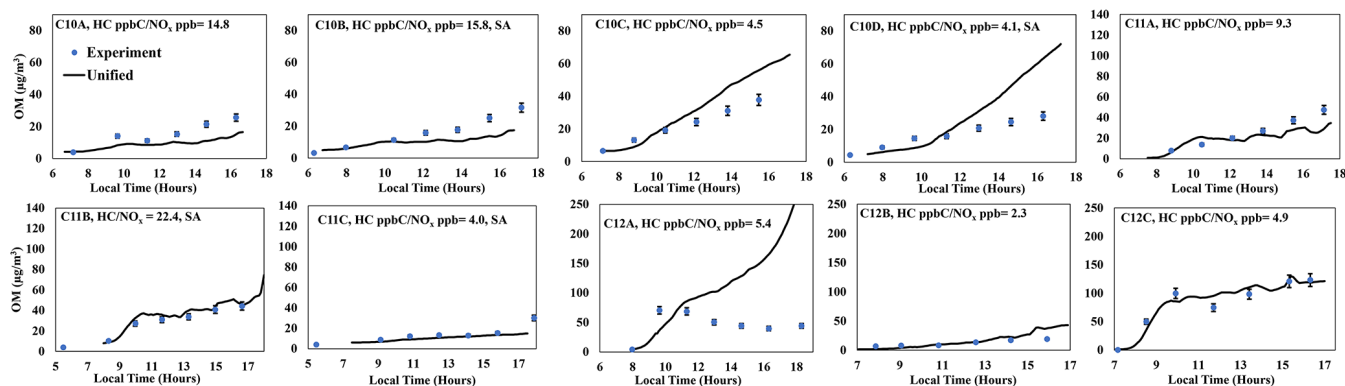 C10A, HC ppbC/NOx ppb= 14.8
Experiment
Unified
OM (µg/m³)
80
60
40
20
0
6 8 10 12 14 16 18
Local Time (Hours)
C10B, HC ppbC/NOx ppb= 15.8, SA
80
60
40
20
0
6 8 10 12 14 16 18
Local Time (Hours)
C10C, HC ppbC/NOx ppb= 4.5
80
60
40
20
0
6 8 10 12 14 16 18
Local Time (Hours)
C10D, HC ppbC/NOx ppb= 4.1, SA
80
60
40
20
0
6 8 10 12 14 16 18
Local Time (Hours)
C11A, HC ppbC/NOx ppb= 9.3
140
120
100
80
60
40
20
0
6 8 10 12 14 16 18
Local Time (Hours)
C11B, HC/NOx = 22.4, SA
OM (µg/m³)
140
120
100
80
60
40
20
0
5 7 9 11 13 15 17
Local Time (Hours)
C11C, HC ppbC/NOx ppb= 4.0, SA
140
120
100
80
60
40
20
0
5 7 9 11 13 15 17
Local Time (Hours)
C12A, HC ppbC/NOx ppb= 5.4
250
200
150
100
50
0
6 8 10 12 14 16 18
Local Time (Hours)
C12B, HC ppbC/NOx ppb= 2.3
250
200
150
100
50
0
7 9 11 13 15 17
Local Time (Hours)
C12C, HC ppbC/NOx ppb= 4.9
250
200
150
100
50
0
7 9 11 13 15 17
Local Time (Hours)